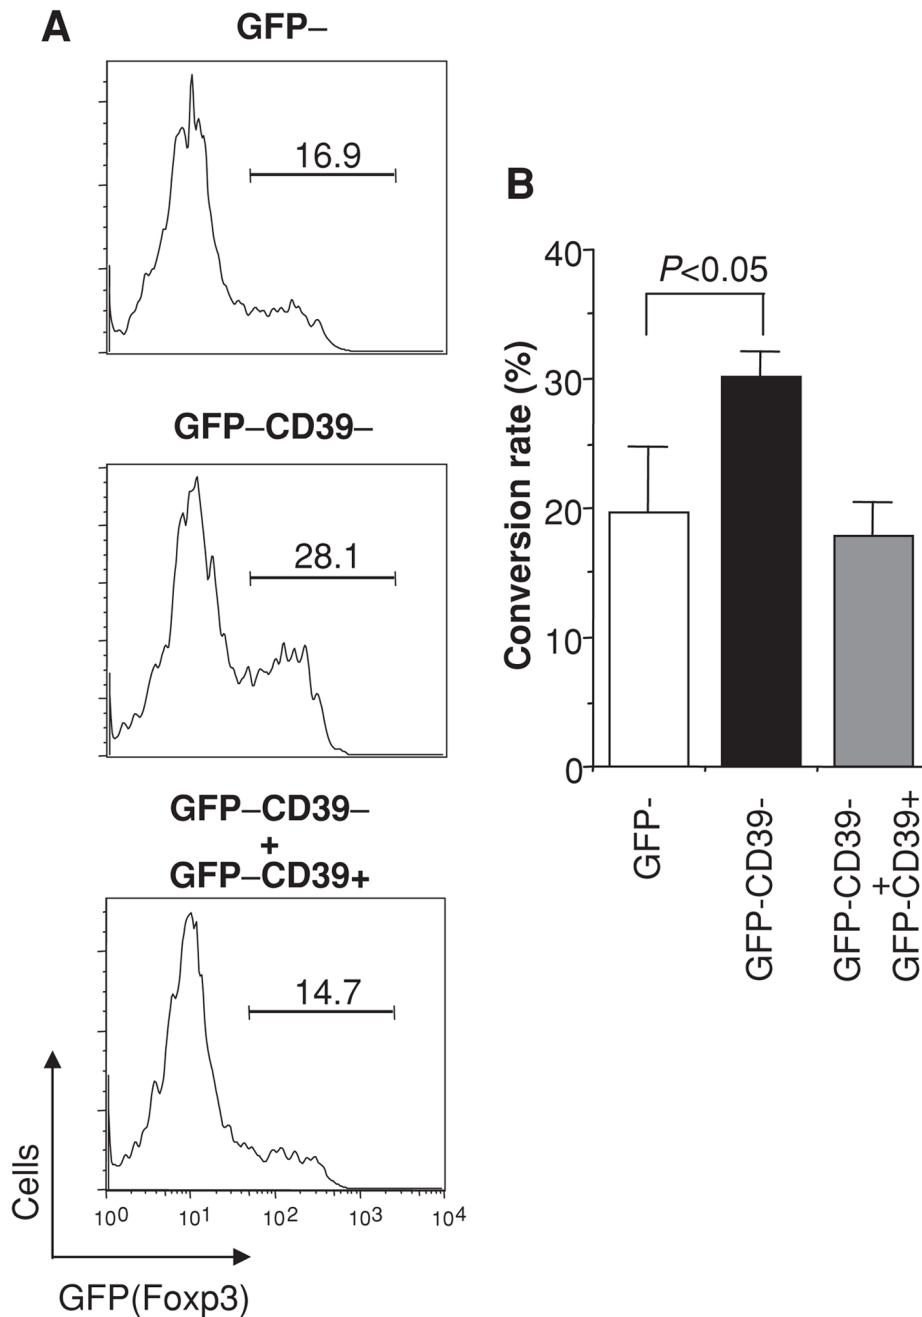 A
GFP–
16.9
GFP–CD39–
28.1
GFP–CD39–
+
GFP–CD39+
14.7
Cells
10⁰ 10¹ 10² 10³ 10⁴
GFP(Foxp3)
B
P<0.05
Conversion rate (%)
40
30
20
10
0
GFP-
GFP-CD39-
GFP-CD39-
+
GFP-CD39+